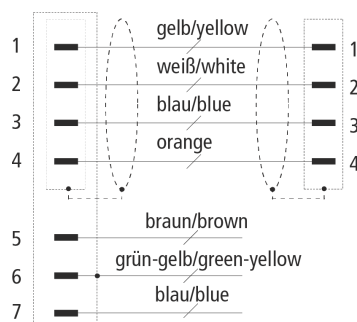 gelb/yellow
1 1
weiß/white
2 2
blau/blue
3 3
orange
4 4
braun/brown
5
grün-gelb/green-yellow
6
blau/blue
7